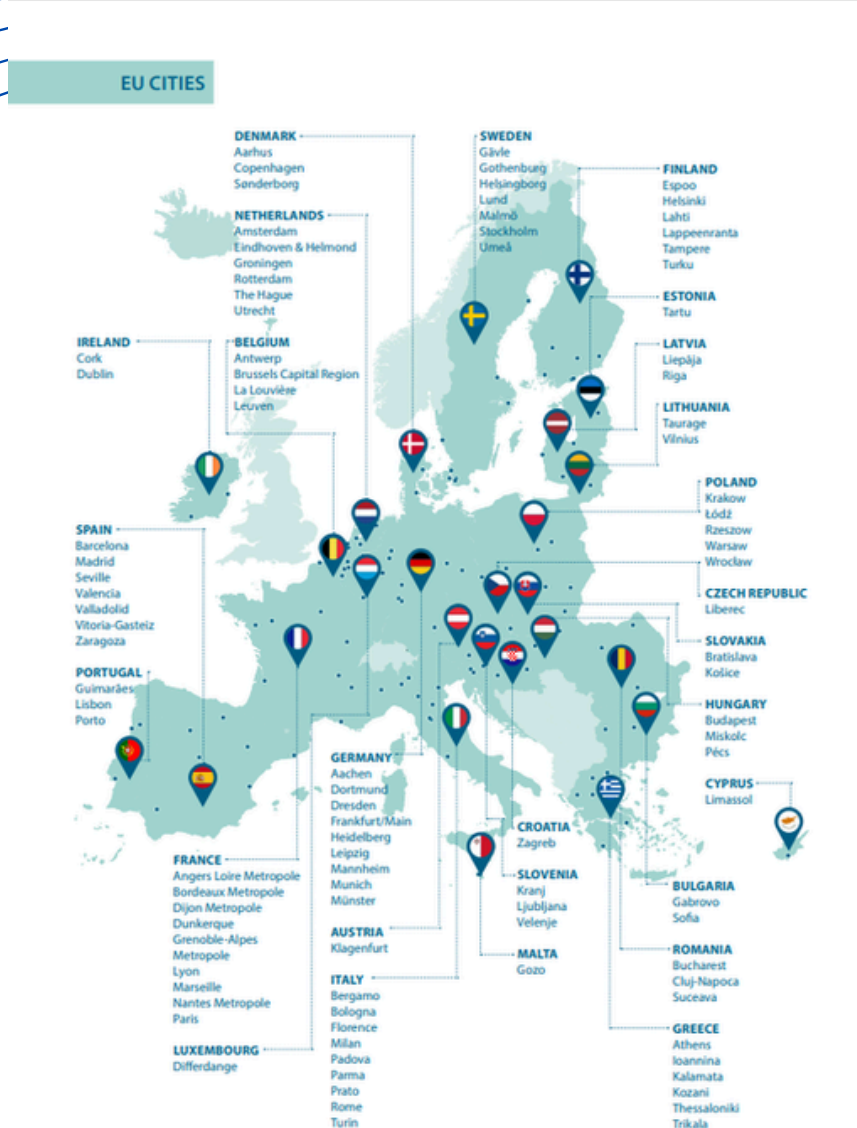 EU CITIES
DENMARK
Aarhus
Copenhagen
Sønderborg
SWEDEN
Gävle
Gothenburg
Helsingborg
Lund
Malmö
Stockholm
Umeå
FINLAND
Espoo
Helsinki
Lahti
Lappeenranta
Tampere
Turku
NETHERLANDS
Amsterdam
Eindhoven & Helmond
Groningen
Rotterdam
The Hague
Utrecht
ESTONIA
Tartu
IRELAND
Cork
Dublin
BELGIUM
Antwerp
Brussels Capital Region
La Louvière
Leuven
LATVIA
Liepāja
Riga
LITHUANIA
Taurage
Vilnius
POLAND
Krakow
Łódź
Rzeszow
Warsaw
Wrocław
SPAIN
Barcelona
Madrid
Seville
Valencia
Valladolid
Vitoria-Gasteiz
Zaragoza
CZECH REPUBLIC
Liberec
SLOVAKIA
Bratislava
Košice
PORTUGAL
Guimarães
Lisbon
Porto
HUNGARY
Budapest
Miskolc
Pécs
GERMANY
Aachen
Dortmund
Dresden
Frankfurt/Main
Heidelberg
Leipzig
Mannheim
Munich
Münster
CYPRUS
Limassol
CROATIA
Zagreb
FRANCE
Angers Loire Metropole
Bordeaux Metropole
Dijon Metropole
Dunkerque
Grenoble-Alpes
Metropole
Lyon
Marseille
Nantes Metropole
Paris
SLOVENIA
Kranj
Ljubljana
Velenje
BULGARIA
Gabrovo
Sofia
AUSTRIA
Klagenfurt
MALTA
Gozo
ROMANIA
Bucharest
Cluj-Napoca
Suceava
ITALY
Bergamo
Bologna
Florence
Milan
Padova
Parma
Prato
Rome
Turin
GREECE
Athens
Ioannina
Kalamata
Kozani
Thessaloniki
Trikala
LUXEMBOURG
Differdange